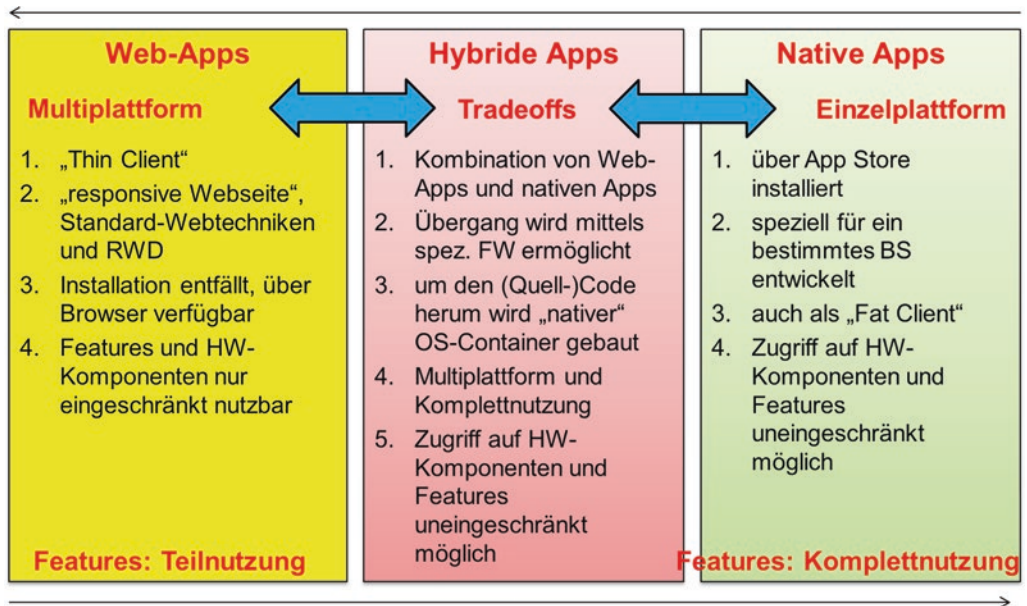 Web-Apps
Multiplattform
1. „Thin Client“
2. „responsive Webseite“,
Standard-Webtechniken
und RWD
3. Installation entfällt, über
Browser verfügbar
4. Features und HW-
Komponenten nur
eingeschränkt nutzbar
Features: Teilnutzung
Hybride Apps
Tradeoffs
1. Kombination von Web-
Apps und nativen Apps
2. Übergang wird mittels
spez. FW ermöglicht
3. um den (Quell-)Code
herum wird „nativer“
OS-Container gebaut
4. Multiplattform und
Komplettnutzung
5. Zugriff auf HW-
Komponenten und
Features
uneingeschränkt
möglich
Native Apps
Einzelplattform
1. über App Store
installiert
2. speziell für ein
bestimmtes BS
entwickelt
3. auch als „Fat Client“
4. Zugriff auf HW-
Komponenten und
Features
uneingeschränkt
möglich
Features: Komplettnutzung